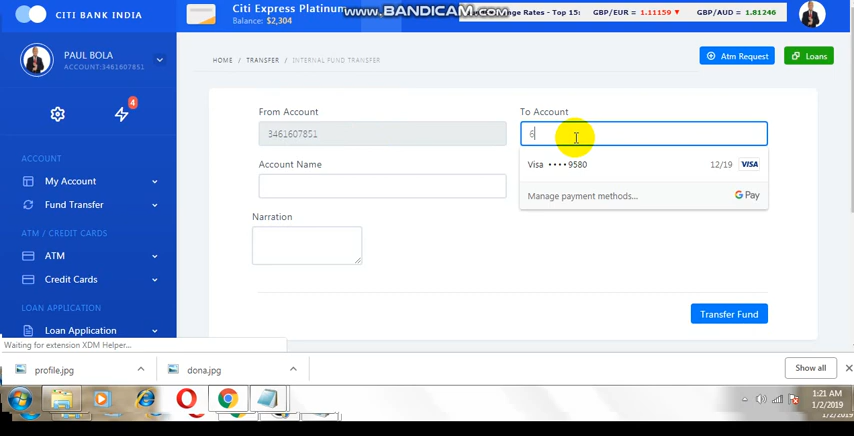 CITI BANK INDIA
Citi Express Platinum
Balance: $2,304
www.BANDICAM.com
nge Rates - Top 15: GBP/EUR = 1.11159 ▼ GBP/AUD = 1.81246
PAUL BOLA
ACCOUNT:3461607851
HOME TRANSFER INTERNAL FUND TRANSFER
Atm Request
Loans
4
From Account
To Account
3461607851
6
Visa ••••9580 12/19 VISA
Account Name
Manage payment methods... G Pay
Narration
ACCOUNT
My Account
Fund Transfer
ATM / CREDIT CARDS
ATM
Credit Cards
LOAN APPLICATION
Loan Application
Transfer Fund
Waiting for extension XDM Helper...
profile.jpg
dona.jpg
Show all
1:21 AM
1/2/2019
1/2/2019